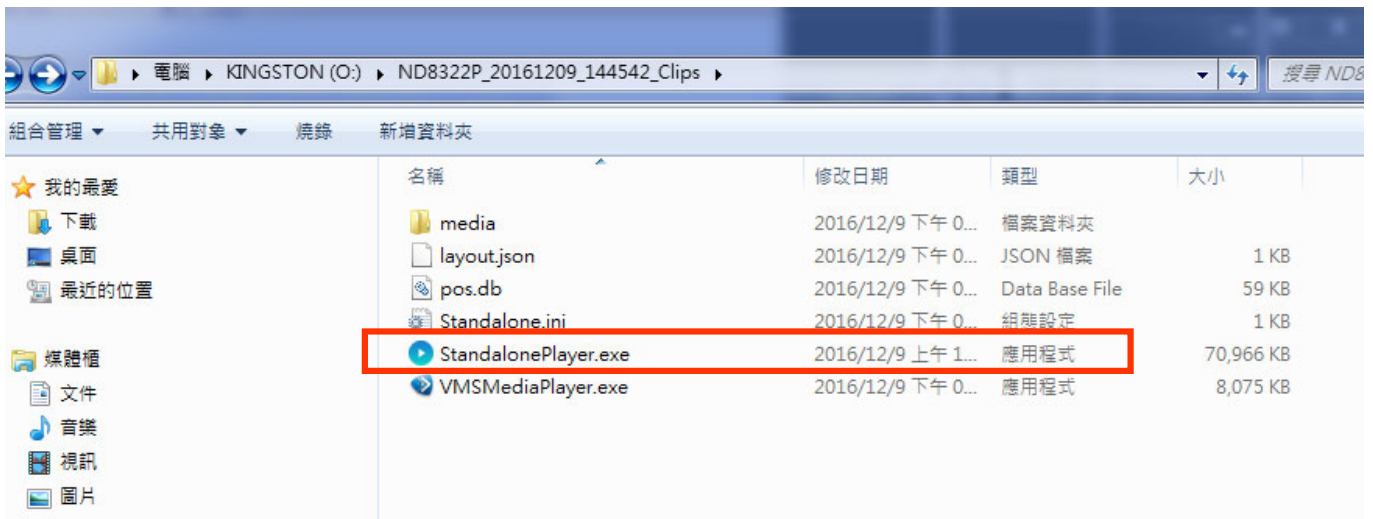 電腦 ▸ KINGSTON (O:) ▸ ND8322P_20161209_144542_Clips ▸ 搜尋 ND8
組合管理 ▼ 共用對象 ▼ 燒錄 新增資料夾
名稱 修改日期 類型 大小
我的最愛
下載
桌面
最近的位置
媒體櫃
文件
音樂
視訊
圖片
media 2016/12/9 下午 0... 檔案資料夾
layout.json 2016/12/9 下午 0... JSON 檔案 1 KB
pos.db 2016/12/9 下午 0... Data Base File 59 KB
Standalone.ini 2016/12/9 下午 0... 組態設定 1 KB
StandalonePlayer.exe 2016/12/9 上午 1... 應用程式 70,966 KB
VMSMediaPlayer.exe 2016/12/9 下午 0... 應用程式 8,075 KB